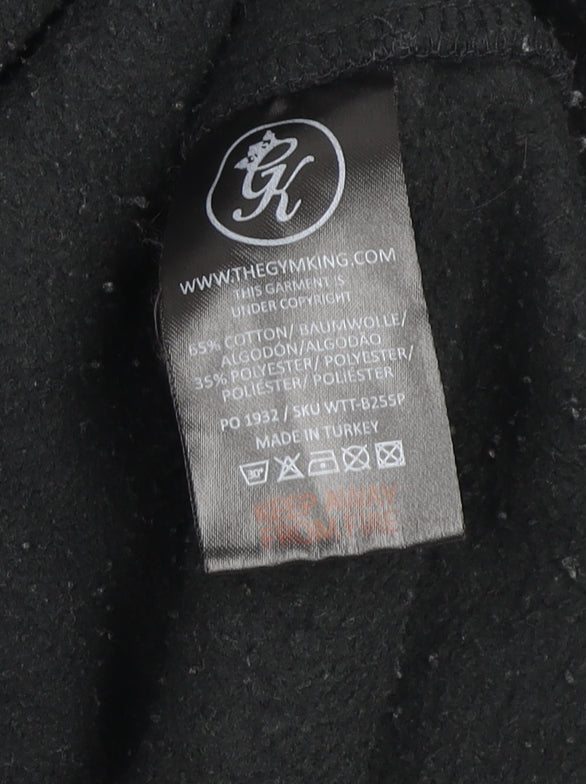 GK
WWW.THEGYMKING.COM
THIS GARMENT IS
UNDER COPYRIGHT
65% COTTON/ BAUMWOLLE/
ALGODÓN/ALGODÃO
35% POLYESTER/ POLYESTER/
POLIÉSTER/ POLIÉSTER
PO 1932 / SKU WTT-B255P
MADE IN TURKEY
30°
KEEP AWAY
FROM FIRE